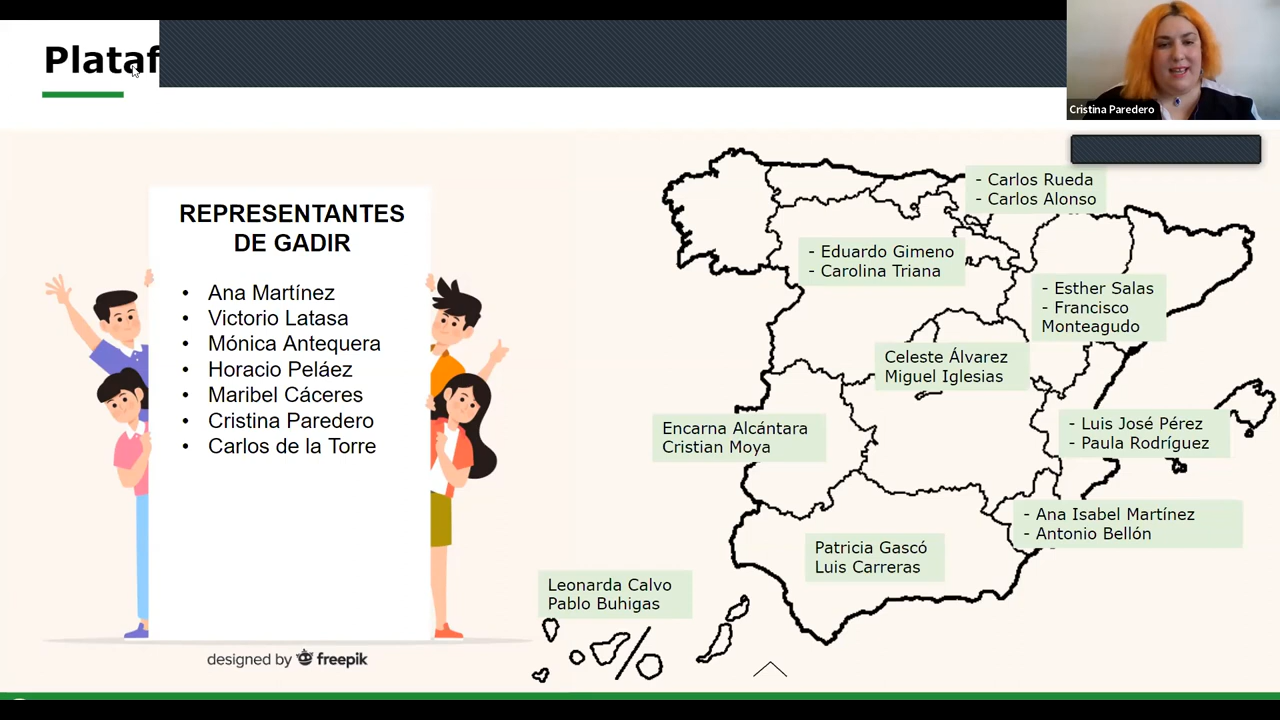 Plataf
Cristina Paredero
REPRESENTANTES
DE GADIR
• Ana Martínez
• Victorio Latasa
• Mónica Antequera
• Horacio Peláez
• Maribel Cáceres
• Cristina Paredero
• Carlos de la Torre
designed by freepik
- Carlos Rueda
- Carlos Alonso
- Eduardo Gimeno
- Carolina Triana
- Esther Salas
- Francisco
Monteagudo
Celeste Álvarez
Miguel Iglesias
Encarna Alcántara
Cristian Moya
- Luis José Pérez
- Paula Rodríguez
- Ana Isabel Martínez
- Antonio Bellón
Patricia Gascó
Luis Carreras
Leonarda Calvo
Pablo Buhigas